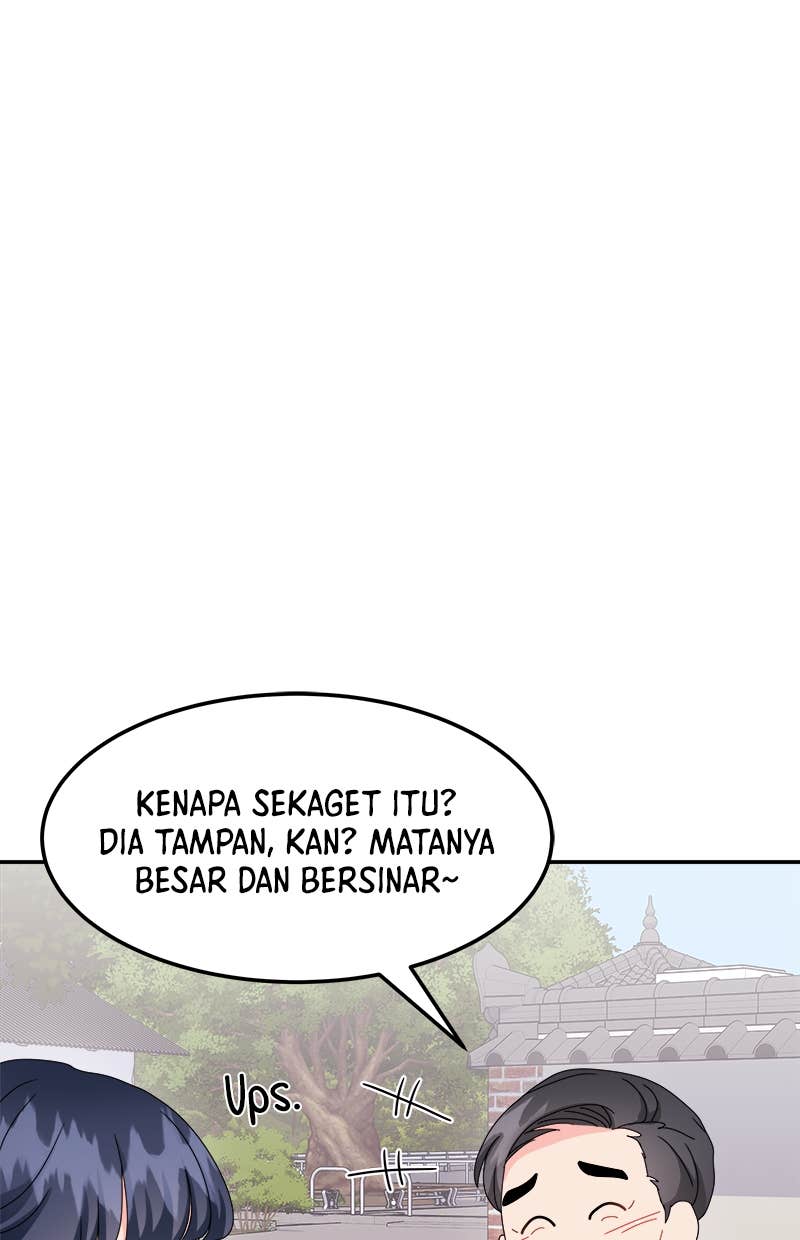 KENAPA SEKAGET ITU?
DIA TAMPAN, KAN? MATANYA
BESAR DAN BERSINAR~
Ups.